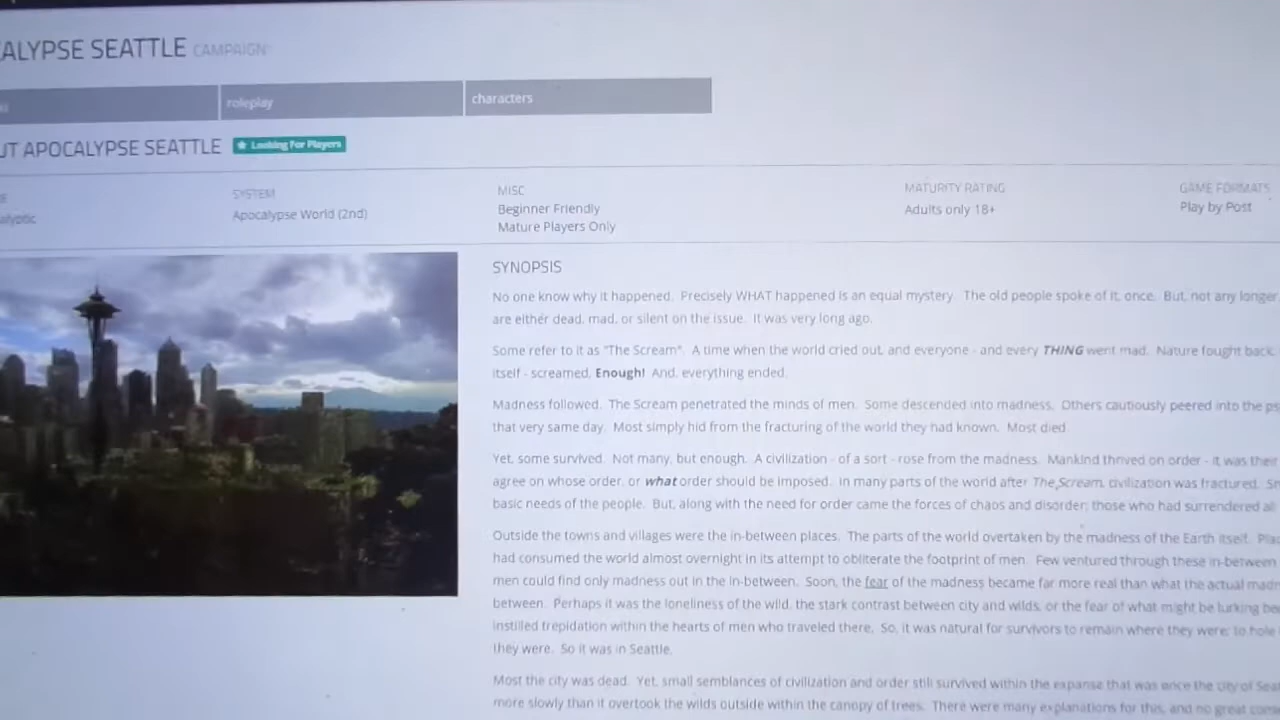 ALYPSE SEATTLE CAMPAIGN
roleplay
characters
UT APOCALYPSE SEATTLE ★ Looking For Players
SYSTEM
MISC
MATURITY RATING
GAME FORMATS
alyptic
Apocalypse World (2nd)
Beginner Friendly
Adults only 18+
Play by Post
Mature Players Only
SYNOPSIS
No one know why it happened. Precisely WHAT happened is an equal mystery. The old people spoke of it, once. But, not any longer
are either dead, mad, or silent on the issue. It was very long ago.
Some refer to it as "The Scream". A time when the world cried out, and everyone - and every THING went mad. Nature fought back,
itself - screamed, Enough! And, everything ended.
Madness followed. The Scream penetrated the minds of men. Some descended into madness. Others cautiously peered into the ps
that very same day. Most simply hid from the fracturing of the world they had known. Most died.
Yet, some survived. Not many, but enough. A civilization - of a sort - rose from the madness. Mankind thrived on order - it was their
agree on whose order, or what order should be imposed. In many parts of the world after The Scream, civilization was fractured. Sm
basic needs of the people. But, along with the need for order came the forces of chaos and disorder; those who had surrendered al
Outside the towns and villages were the in-between places. The parts of the world overtaken by the madness of the Earth itself. Plac
had consumed the world almost overnight in its attempt to obliterate the footprint of men. Few ventured through these in-between
men could find only madness out in the in-between. Soon, the fear of the madness became far more real than what the actual madn
between. Perhaps it was the loneliness of the wild, the stark contrast between city and wilds, or the fear of what might be lurking be
instilled trepidation within the hearts of men who traveled there. So, it was natural for survivors to remain where they were; to hole
they were. So it was in Seattle.
Most the city was dead. Yet, small semblances of civilization and order still survived within the expanse that was once the city of Sea
more slowly than it overtook the wilds outside within the canopy of trees. There were many explanations for this, and no great cons